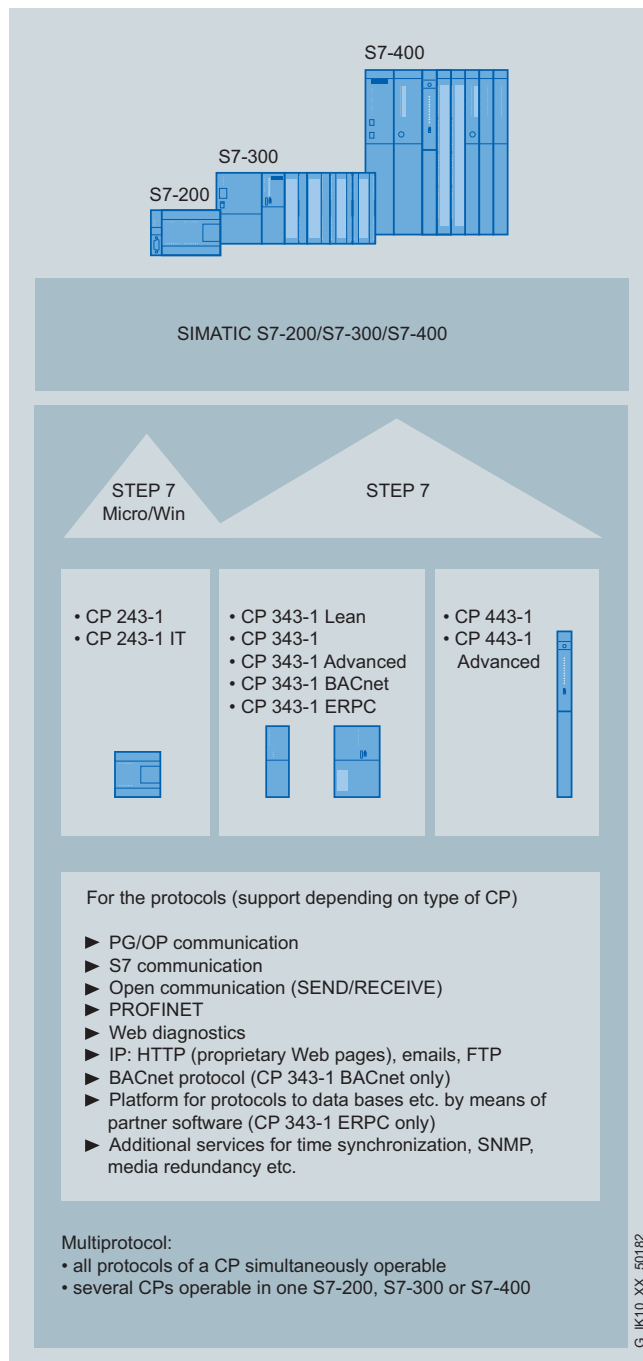 S7-400
S7-300
S7-200
SIMATIC S7-200/S7-300/S7-400
STEP 7
Micro/Win
STEP 7
• CP 243-1
• CP 243-1 IT
• CP 343-1 Lean
• CP 343-1
• CP 343-1 Advanced
• CP 343-1 BACnet
• CP 343-1 ERPC
• CP 443-1
• CP 443-1
Advanced
For the protocols (support depending on type of CP)
► PG/OP communication
► S7 communication
► Open communication (SEND/RECEIVE)
► PROFINET
► Web diagnostics
► IP: HTTP (proprietary Web pages), emails, FTP
► BACnet protocol (CP 343-1 BACnet only)
► Platform for protocols to data bases etc. by means of
partner software (CP 343-1 ERPC only)
► Additional services for time synchronization, SNMP,
media redundancy etc.
Multiprotocol:
• all protocols of a CP simultaneously operable
• several CPs operable in one S7-200, S7-300 or S7-400
G_IK10_XX_50182